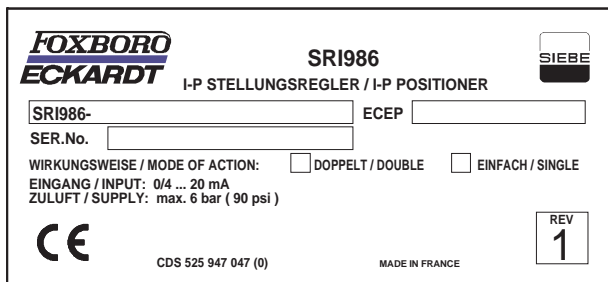 FOXBORO
ECKARDT
SRI986
SIEBE
I-P STELLUNGSREGLER / I-P POSITIONER
SRI986-
ECEP
SER.No.
WIRKUNGSWEISE / MODE OF ACTION: DOPPELT / DOUBLE EINFACH / SINGLE
EINGANG / INPUT: 0/4 ... 20 mA
ZULUFT / SUPPLY: max. 6 bar ( 90 psi )
CE
REV
1
CDS 525 947 047 (0) MADE IN FRANCE